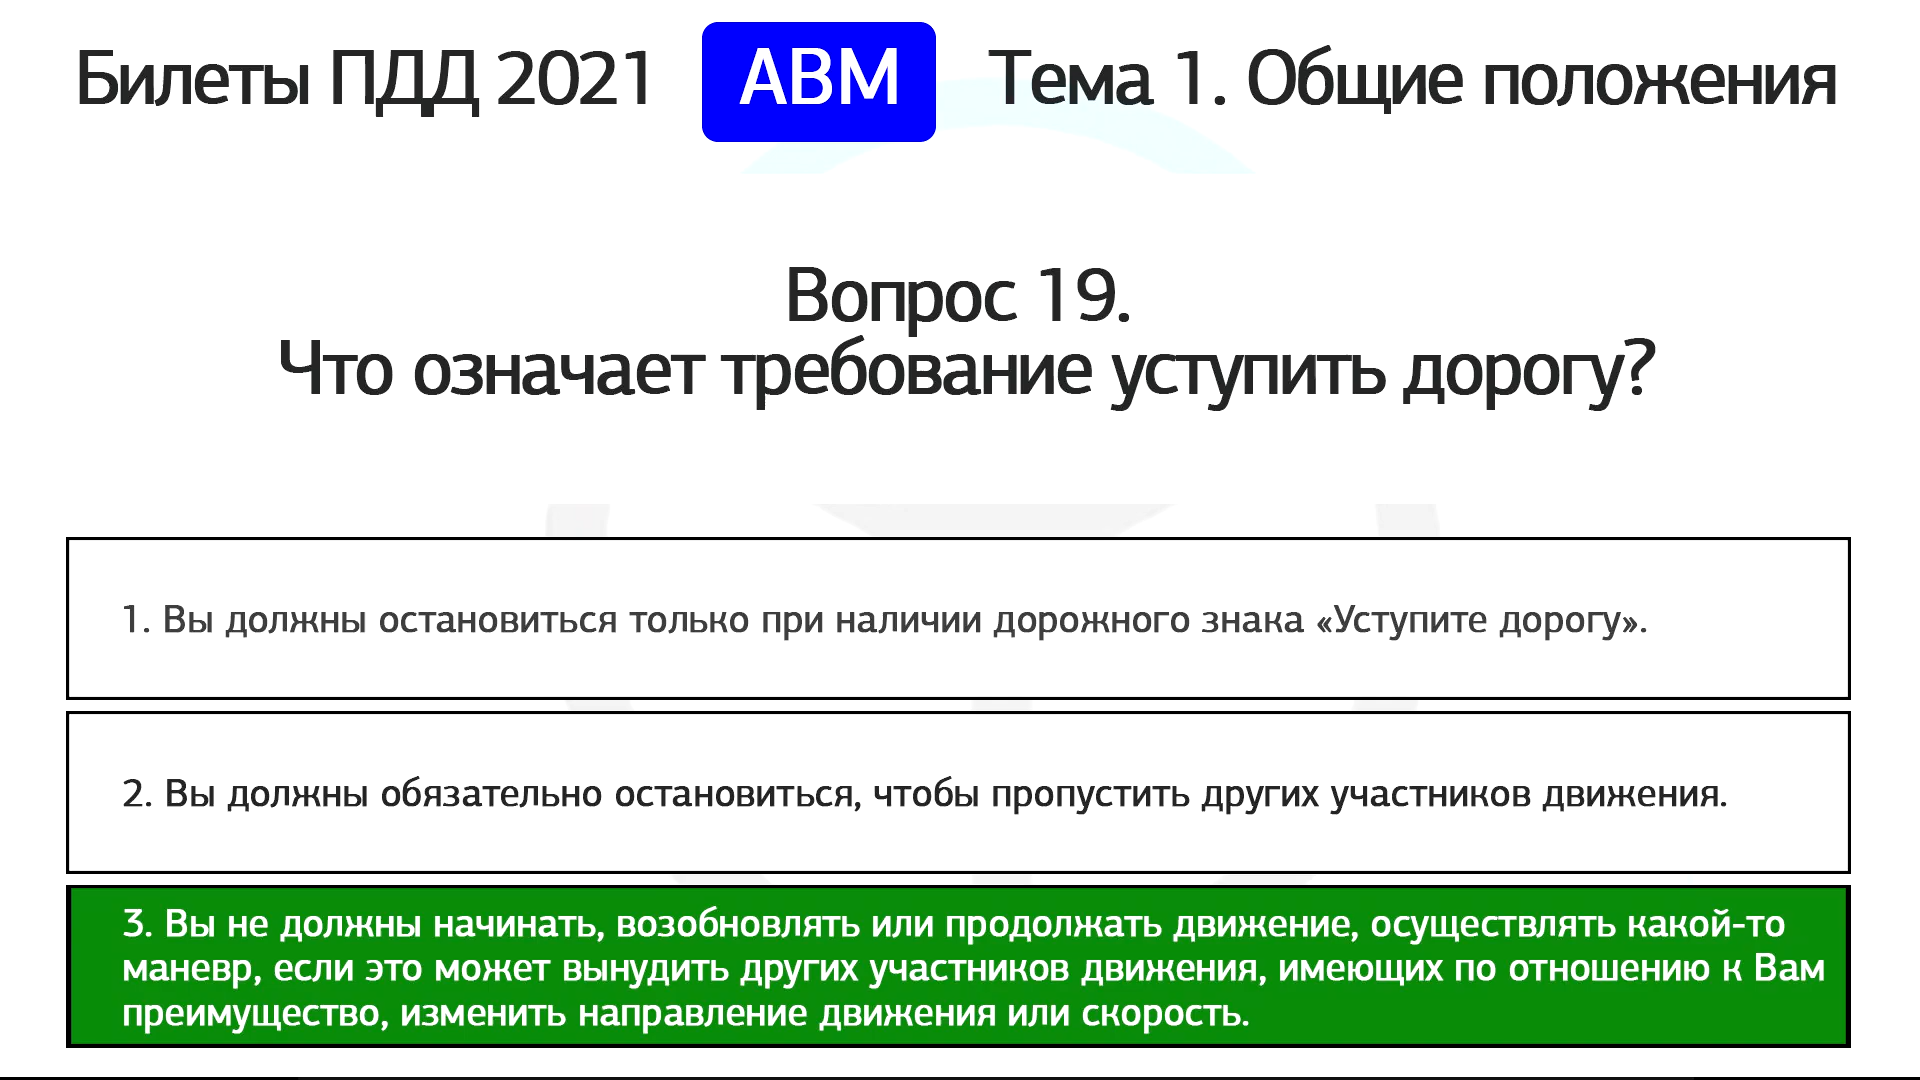 Билеты ПДД 2021 АВМ Тема 1. Общие положения
Вопрос 19.
Что означает требование уступить дорогу?
1. Вы должны остановиться только при наличии дорожного знака «Уступите дорогу».
2. Вы должны обязательно остановиться, чтобы пропустить других участников движения.
3. Вы не должны начинать, возобновлять или продолжать движение, осуществлять какой-то
маневр, если это может вынудить других участников движения, имеющих по отношению к Вам
преимущество, изменить направление движения или скорость.